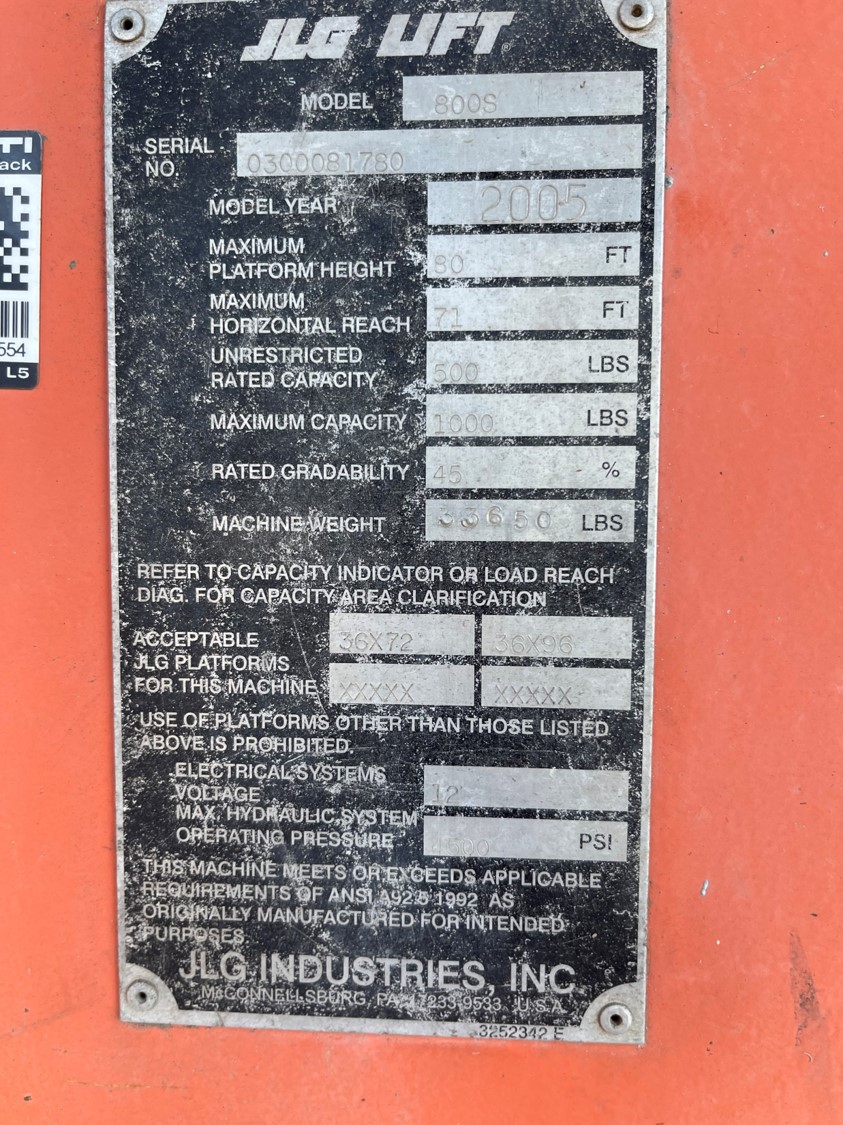 JLG LIFT
MODEL 800S
SERIAL NO. 0300081780
MODEL YEAR 2005
MAXIMUM
PLATFORM HEIGHT 80 FT
MAXIMUM
HORIZONTAL REACH 71 FT
UNRESTRICTED
RATED CAPACITY 500 LBS
MAXIMUM CAPACITY 1000 LBS
RATED GRADABILITY 45 %
MACHINE WEIGHT 33650 LBS
REFER TO CAPACITY INDICATOR OR LOAD REACH
DIAG. FOR CAPACITY AREA CLARIFICATION
ACCEPTABLE 36X72 36X96
JLG PLATFORMS
FOR THIS MACHINE XXXXX XXXXX
USE OF PLATFORMS OTHER THAN THOSE LISTED
ABOVE IS PROHIBITED.
ELECTRICAL SYSTEMS
VOLTAGE 12
MAX. HYDRAULIC SYSTEM
OPERATING PRESSURE PSI
THIS MACHINE MEETS OR EXCEEDS APPLICABLE
REQUIREMENTS OF ANSI A92.5 1992 AS
ORIGINALLY MANUFACTURED FOR INTENDED
PURPOSES
JLG INDUSTRIES, INC.
McCONNELLSBURG, PA. 17233-9533 U.S.A.
3252342 E
TI
ack
554
L5